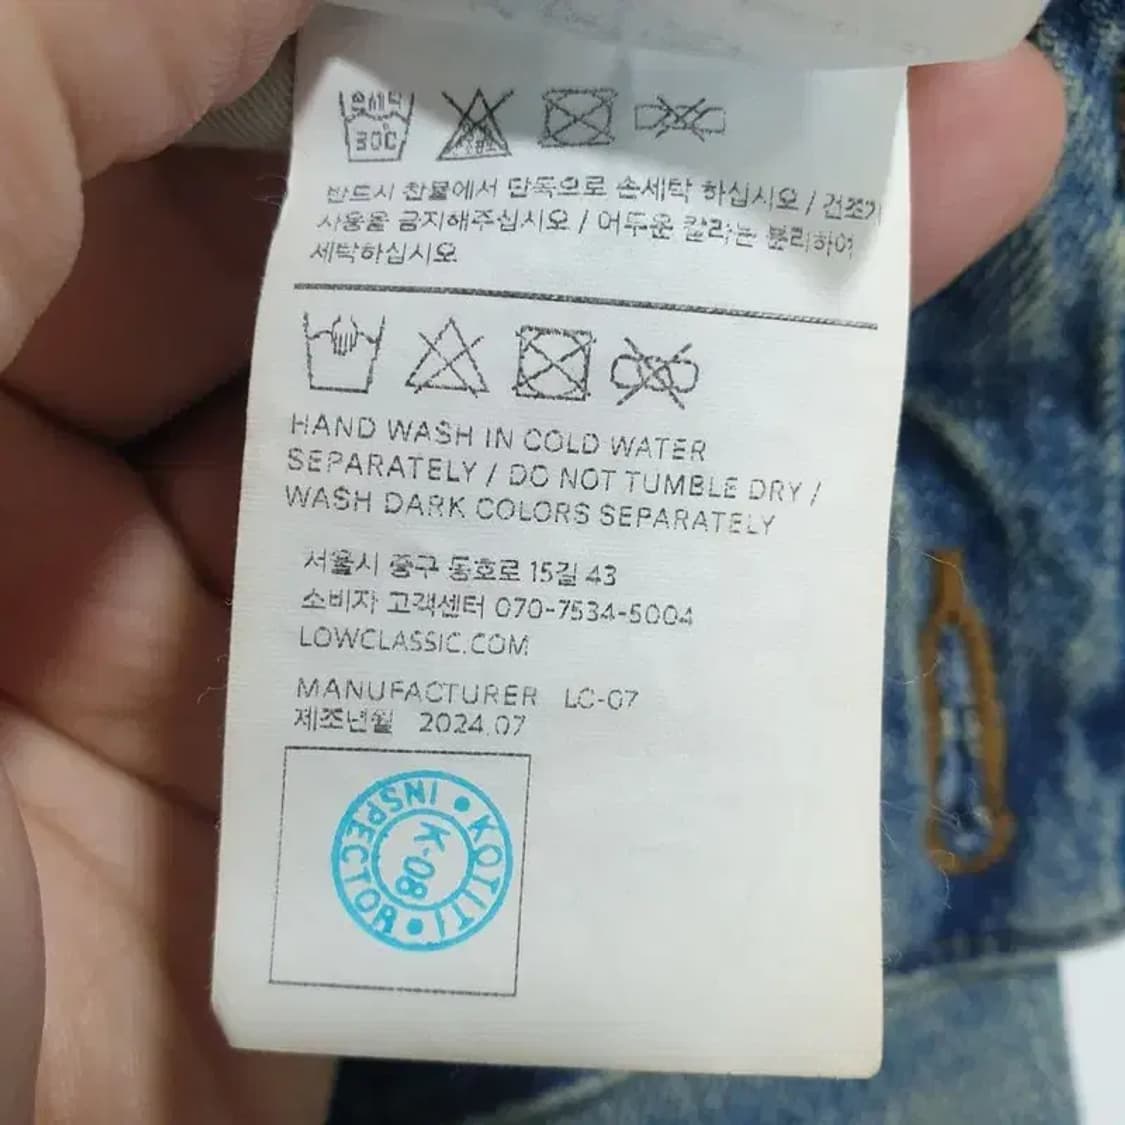 손세탁
30℃
반드시 찬물에서 단독으로 손세탁 하십시오 / 건조기
사용을 금지해주십시오 / 어두운 칼라는 분리하여
세탁하십시오
HAND WASH IN COLD WATER
SEPARATELY / DO NOT TUMBLE DRY /
WASH DARK COLORS SEPARATELY
서울시 중구 동호로 15길 43
소비자 고객센터 070-7534-5004
LOWCLASSIC.COM
MANUFACTURER LC-07
제조년월 2024.07
KOTITI
INSPECTOR
K-08